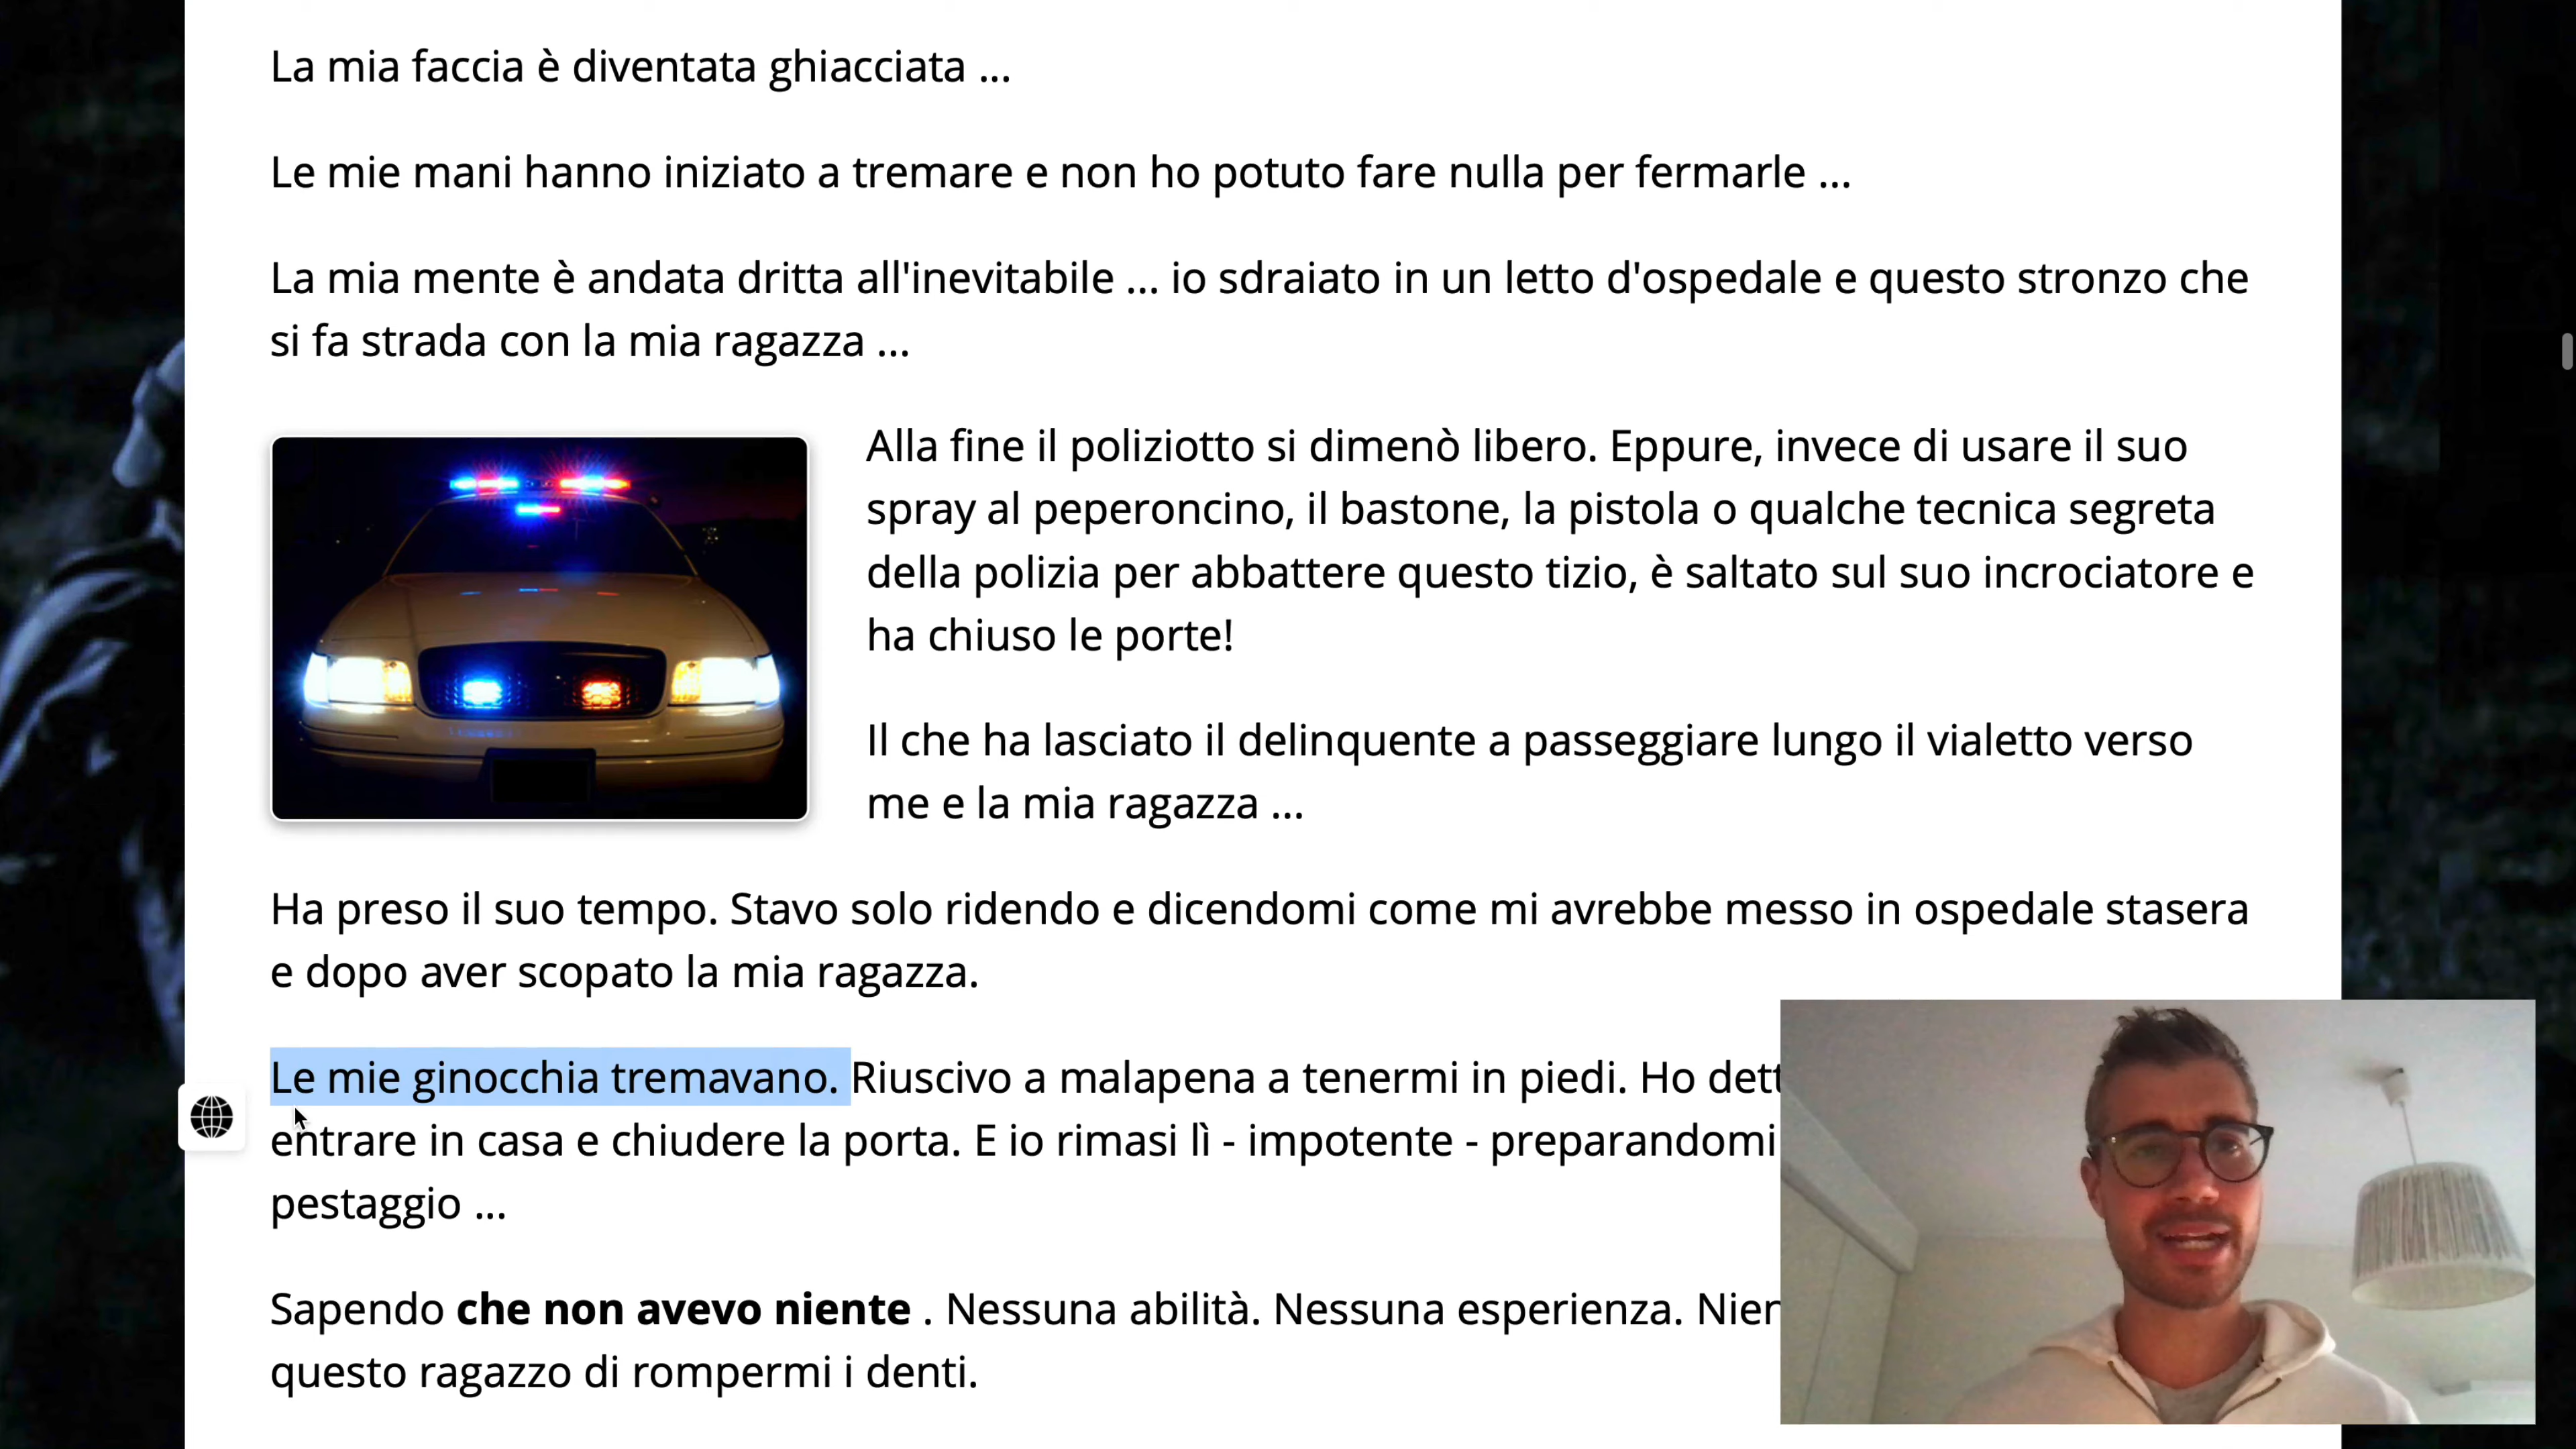 La mia faccia è diventata ghiacciata ...
Le mie mani hanno iniziato a tremare e non ho potuto fare nulla per fermarle ...
La mia mente è andata dritta all'inevitabile ... io sdraiato in un letto d'ospedale e questo stronzo che
si fa strada con la mia ragazza ...
Alla fine il poliziotto si dimenò libero. Eppure, invece di usare il suo
spray al peperoncino, il bastone, la pistola o qualche tecnica segreta
della polizia per abbattere questo tizio, è saltato sul suo incrociatore e
ha chiuso le porte!
Il che ha lasciato il delinquente a passeggiare lungo il vialetto verso
me e la mia ragazza ...
Ha preso il suo tempo. Stavo solo ridendo e dicendomi come mi avrebbe messo in ospedale stasera
e dopo aver scopato la mia ragazza.
Le mie ginocchia tremavano. Riuscivo a malapena a tenermi in piedi. Ho
entrare in casa e chiudere la porta. E io rimasi lì - impotente - preparandomi
pestaggio ...
Sapendo che non avevo niente . Nessuna abilità. Nessuna esperienza.
questo ragazzo di rompermi i denti.